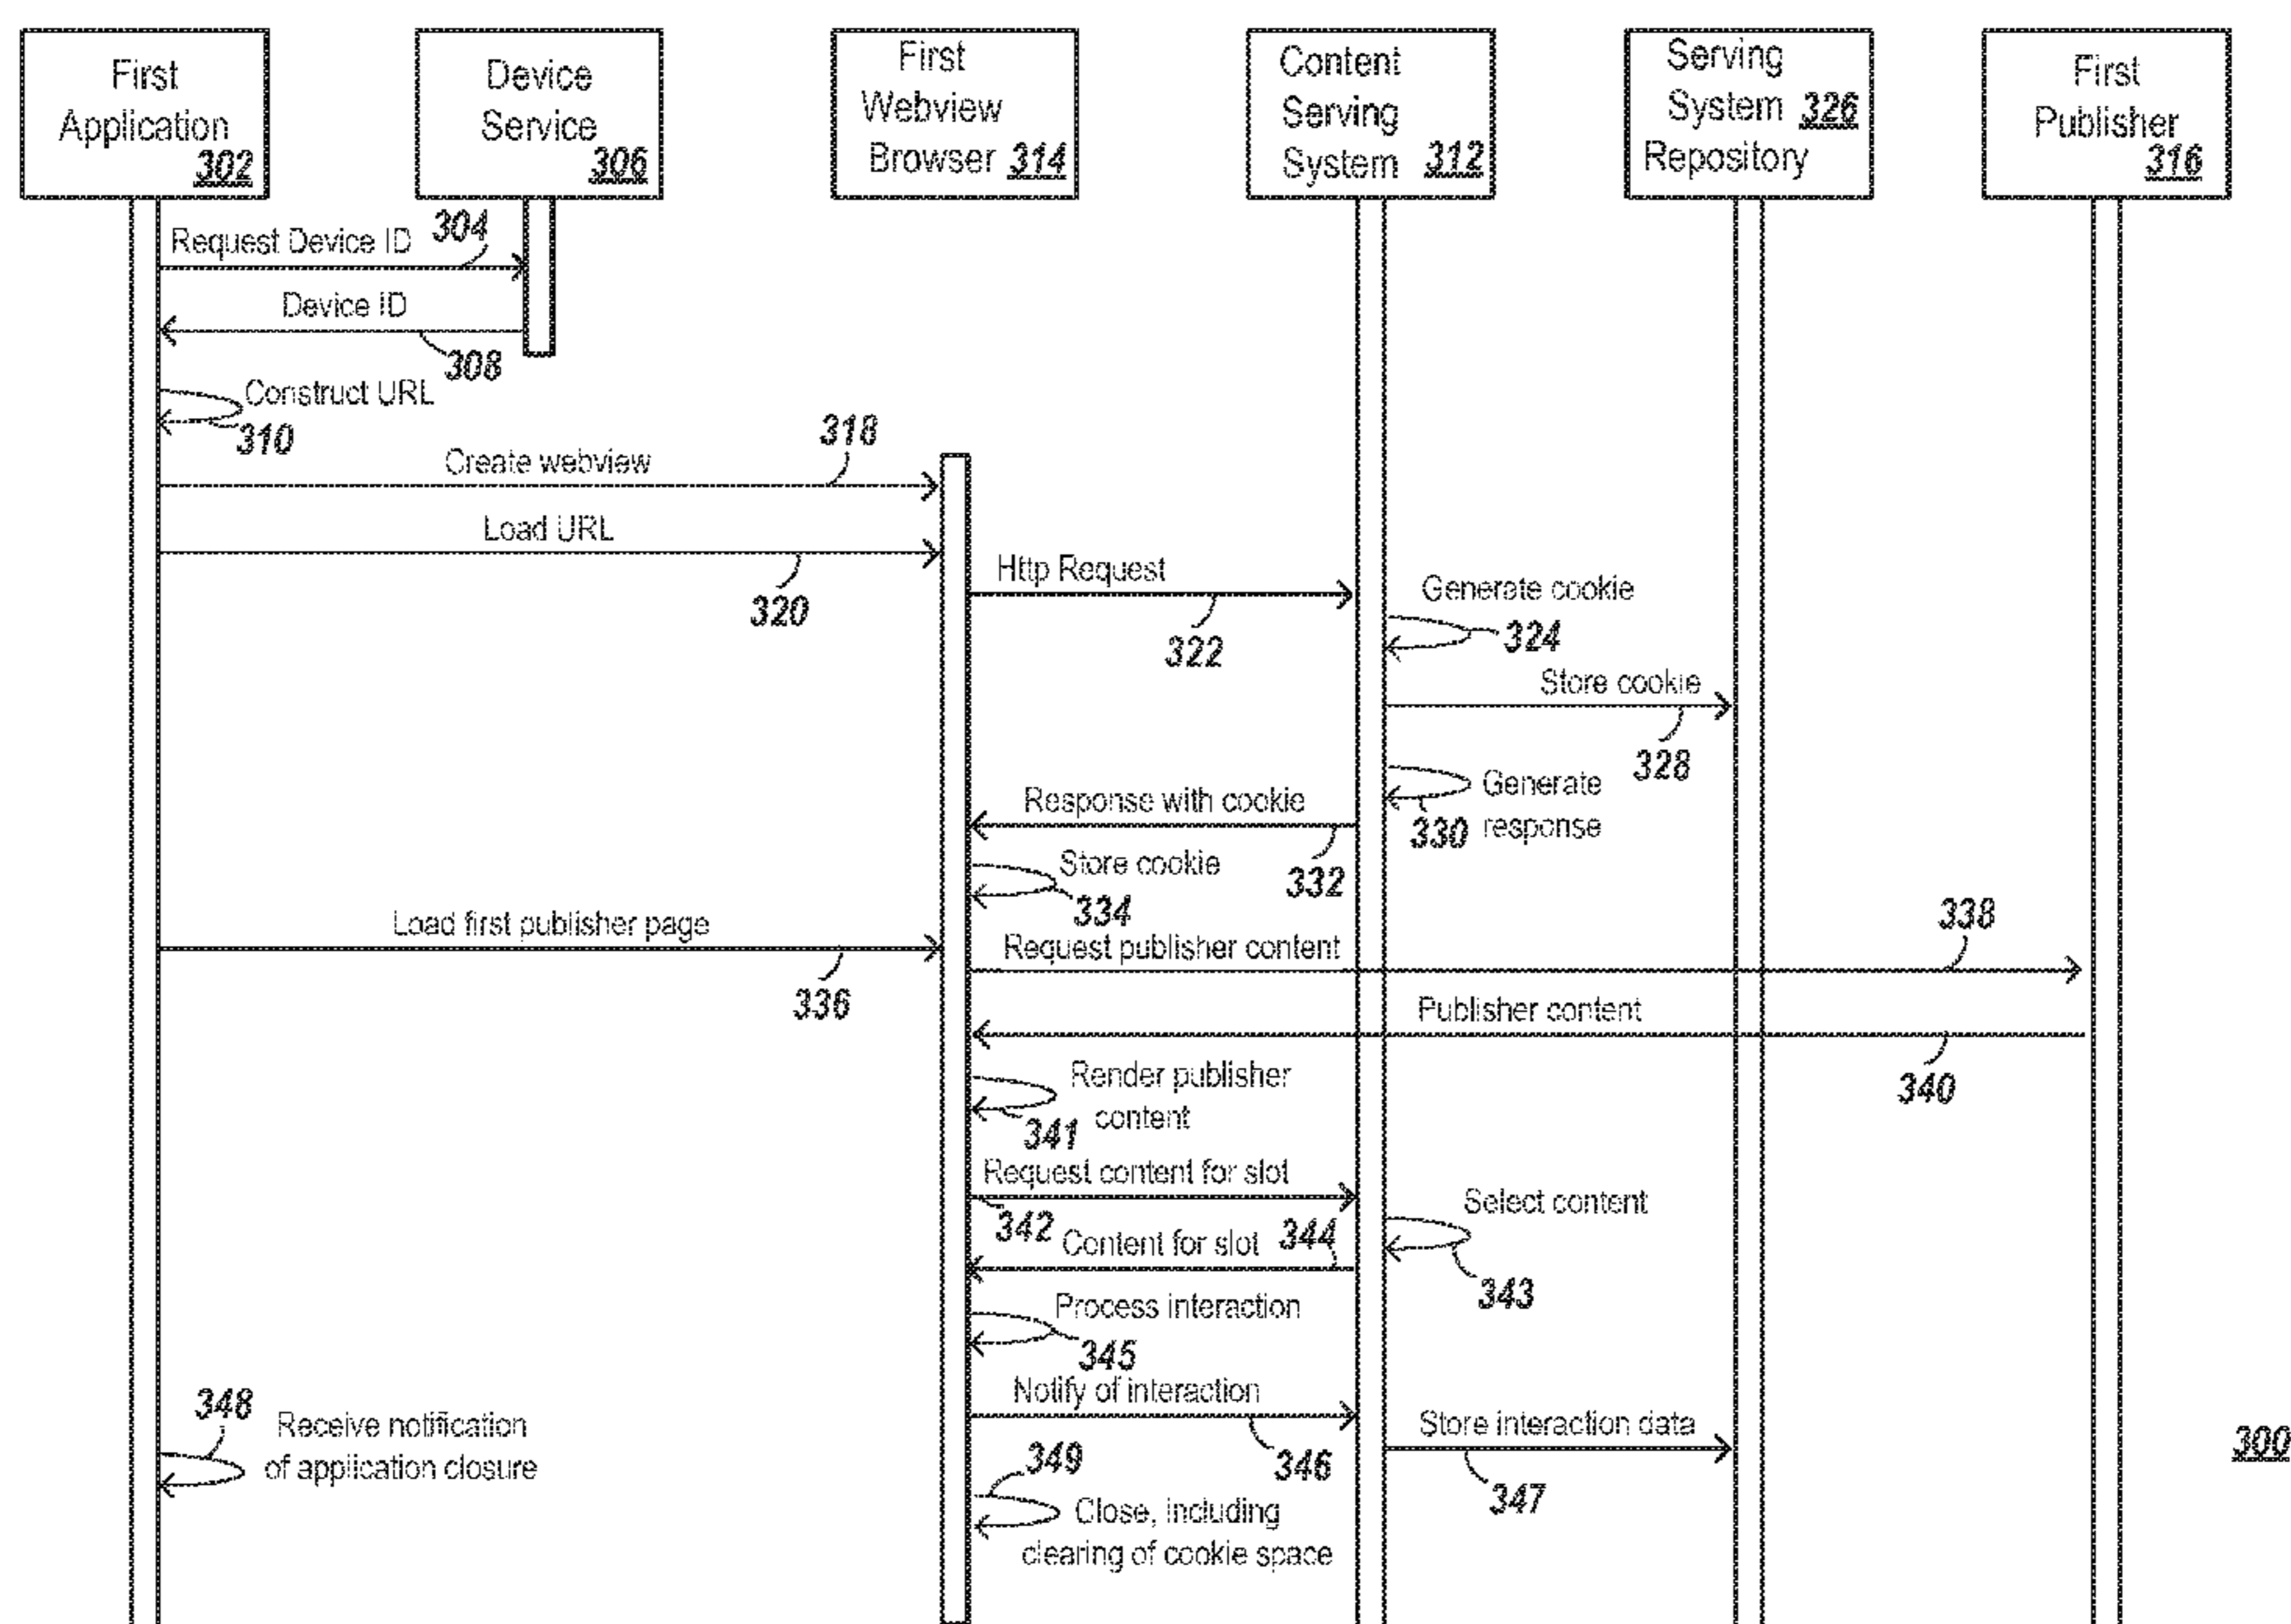 First
Application
302
Device
Service
306
First
Webview
Browser 314
Content
Serving
System 312
Serving
System 326
Repository
First
Publisher
316
Request Device ID 304
Device ID
308
Construct URL
310
Create webview
318
Load URL
320
Http Request
322
Generate cookie
324
Store cookie
328
Generate
response
330
Response with cookie
332
Store cookie
334
Load first publisher page
336
Request publisher content
338
Publisher content
340
Render publisher
content
341
Request content for slot
342
Select content
343
Content for slot 344
Process interaction
345
Notify of interaction
346
Store interaction data
347
348
Receive notification
of application closure
349
Close, including
clearing of cookie space
300